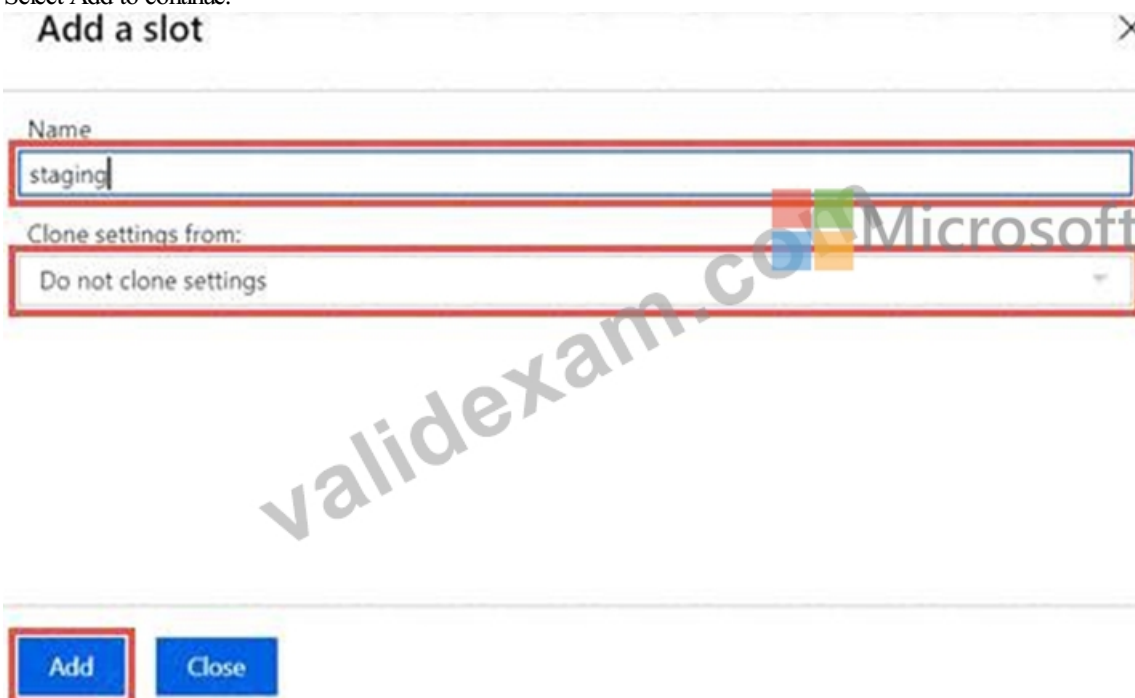 Select Add to continue.
Add a slot
Name
staging
Clone settings from:
Do not clone settings
Microsoft
validexam.com
Add
Close